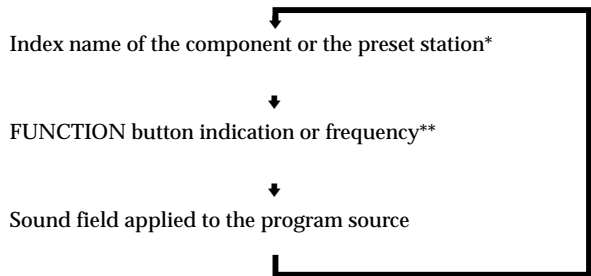 Index name of the component or the preset station*
FUNCTION button indication or frequency**
Sound field applied to the program source